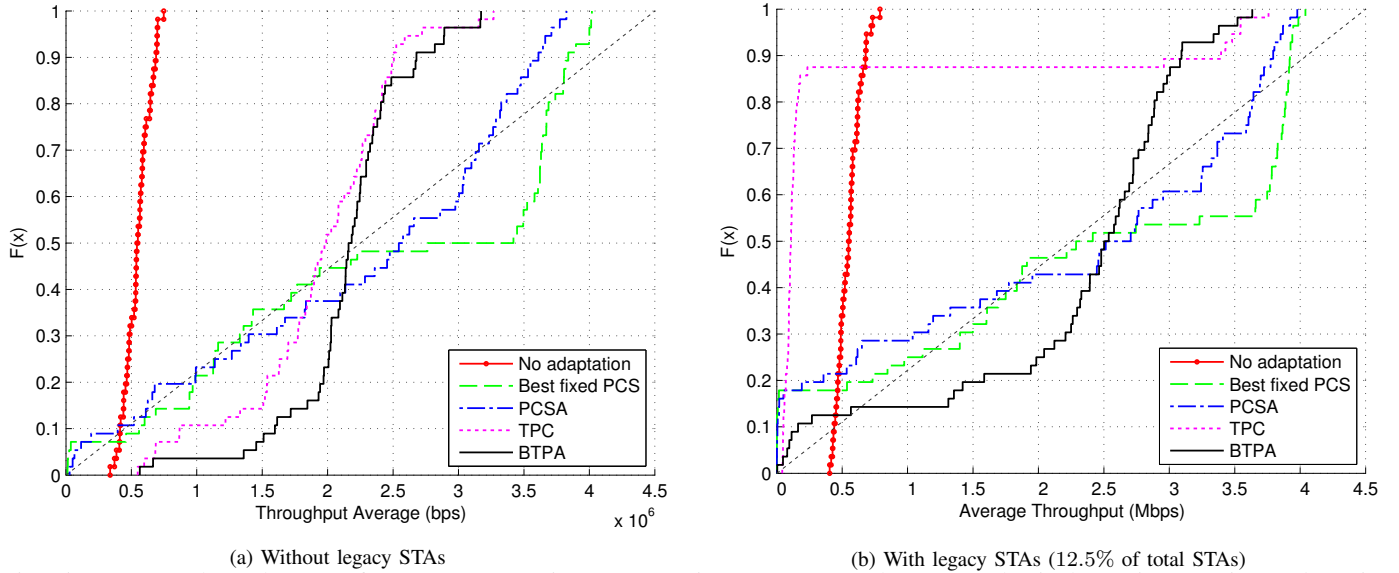 1
0.9
0.8
0.7
0.6
0.5
0.4
0.3
0.2
0.1
0
F(x)
No adaptation
Best fixed PCS
PCSA
TPC
BTPA
0 0.5 1 1.5 2 2.5 3 3.5 4 4.5
Throughput Average (bps)
x 10^6
(a) Without legacy STAs
1
0.9
0.8
0.7
0.6
0.5
0.4
0.3
0.2
0.1
0
F(x)
No adaptation
Best fixed PCS
PCSA
TPC
BTPA
0 0.5 1 1.5 2 2.5 3 3.5 4 4.5
Average Throughput (Mbps)
(b) With legacy STAs (12.5% of total STAs)